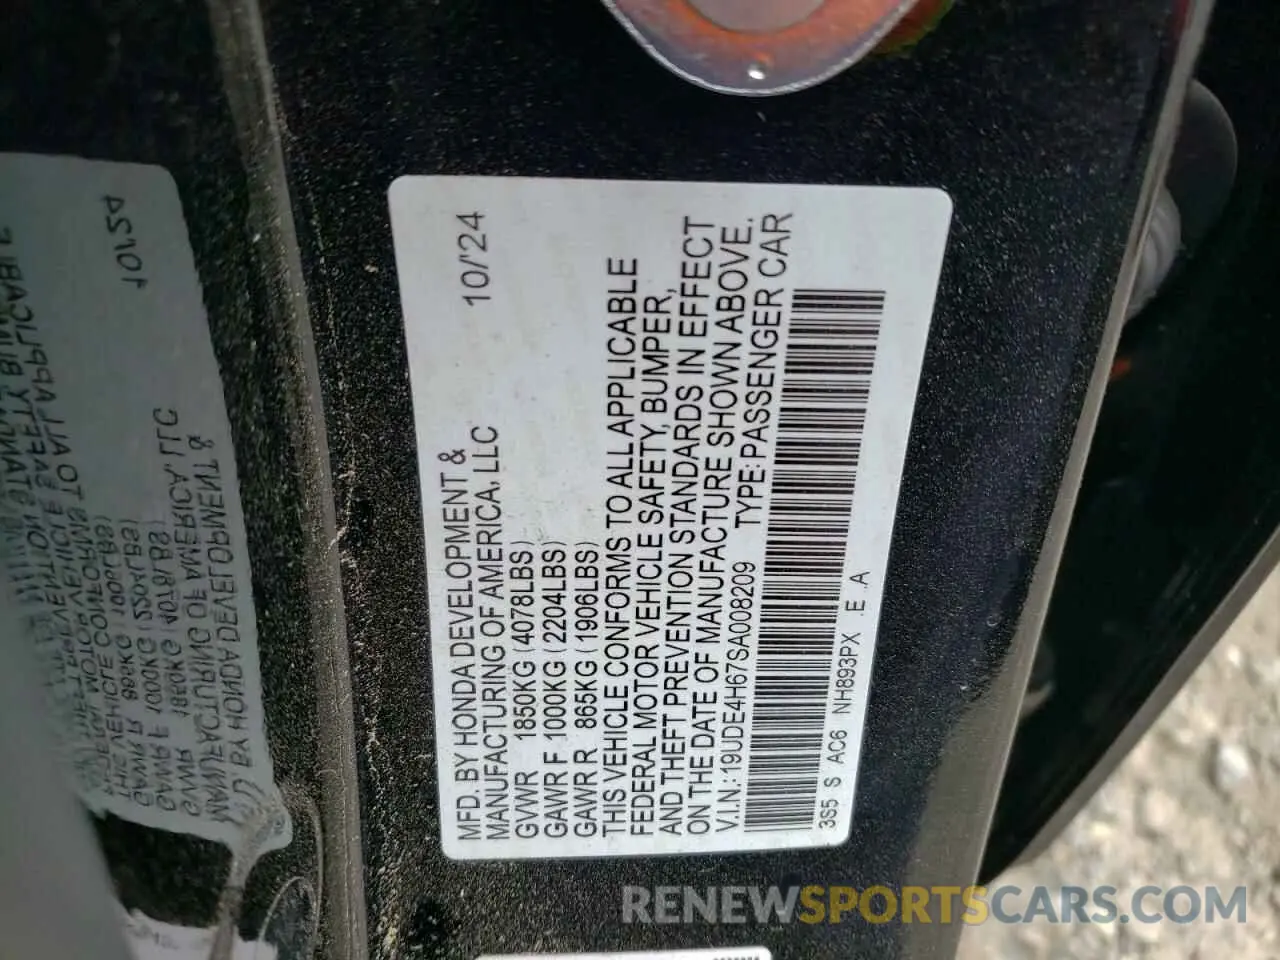 MFD. BY HONDA DEVELOPMENT & 10/'24
MANUFACTURING OF AMERICA, LLC
GVWR 1850KG (4078LBS)
GAWR F 1000KG (2204LBS)
GAWR R 865KG (1906LBS)
THIS VEHICLE CONFORMS TO ALL APPLICABLE
FEDERAL MOTOR VEHICLE SAFETY, BUMPER,
AND THEFT PREVENTION STANDARDS IN EFFECT
ON THE DATE OF MANUFACTURE SHOWN ABOVE.
V.I.N.: 19UDE4H67SA008209 TYPE: PASSENGER CAR
3S5 S AC6 NH893PX .E .A
RENEWSPORTSCARS.COM